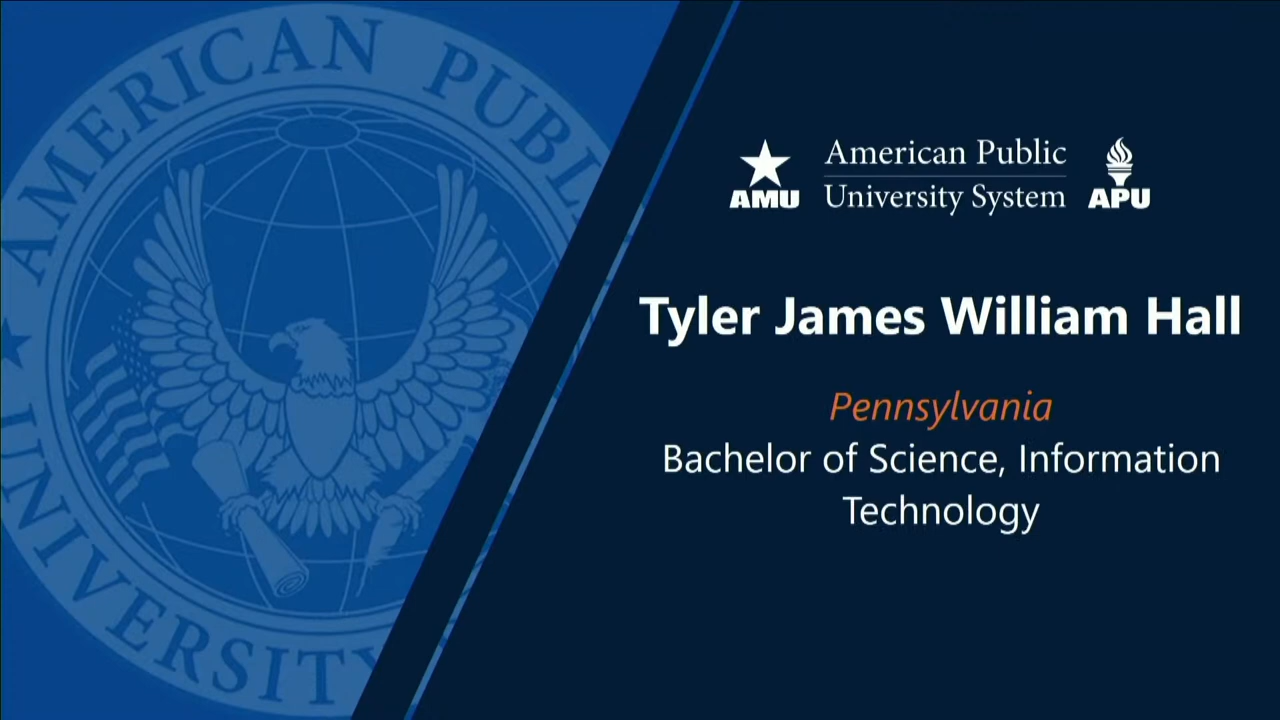 AMERICAN PUBLI
UNIVERSITY
AMU
American Public
University System
APU
Tyler James William Hall
Pennsylvania
Bachelor of Science, Information
Technology